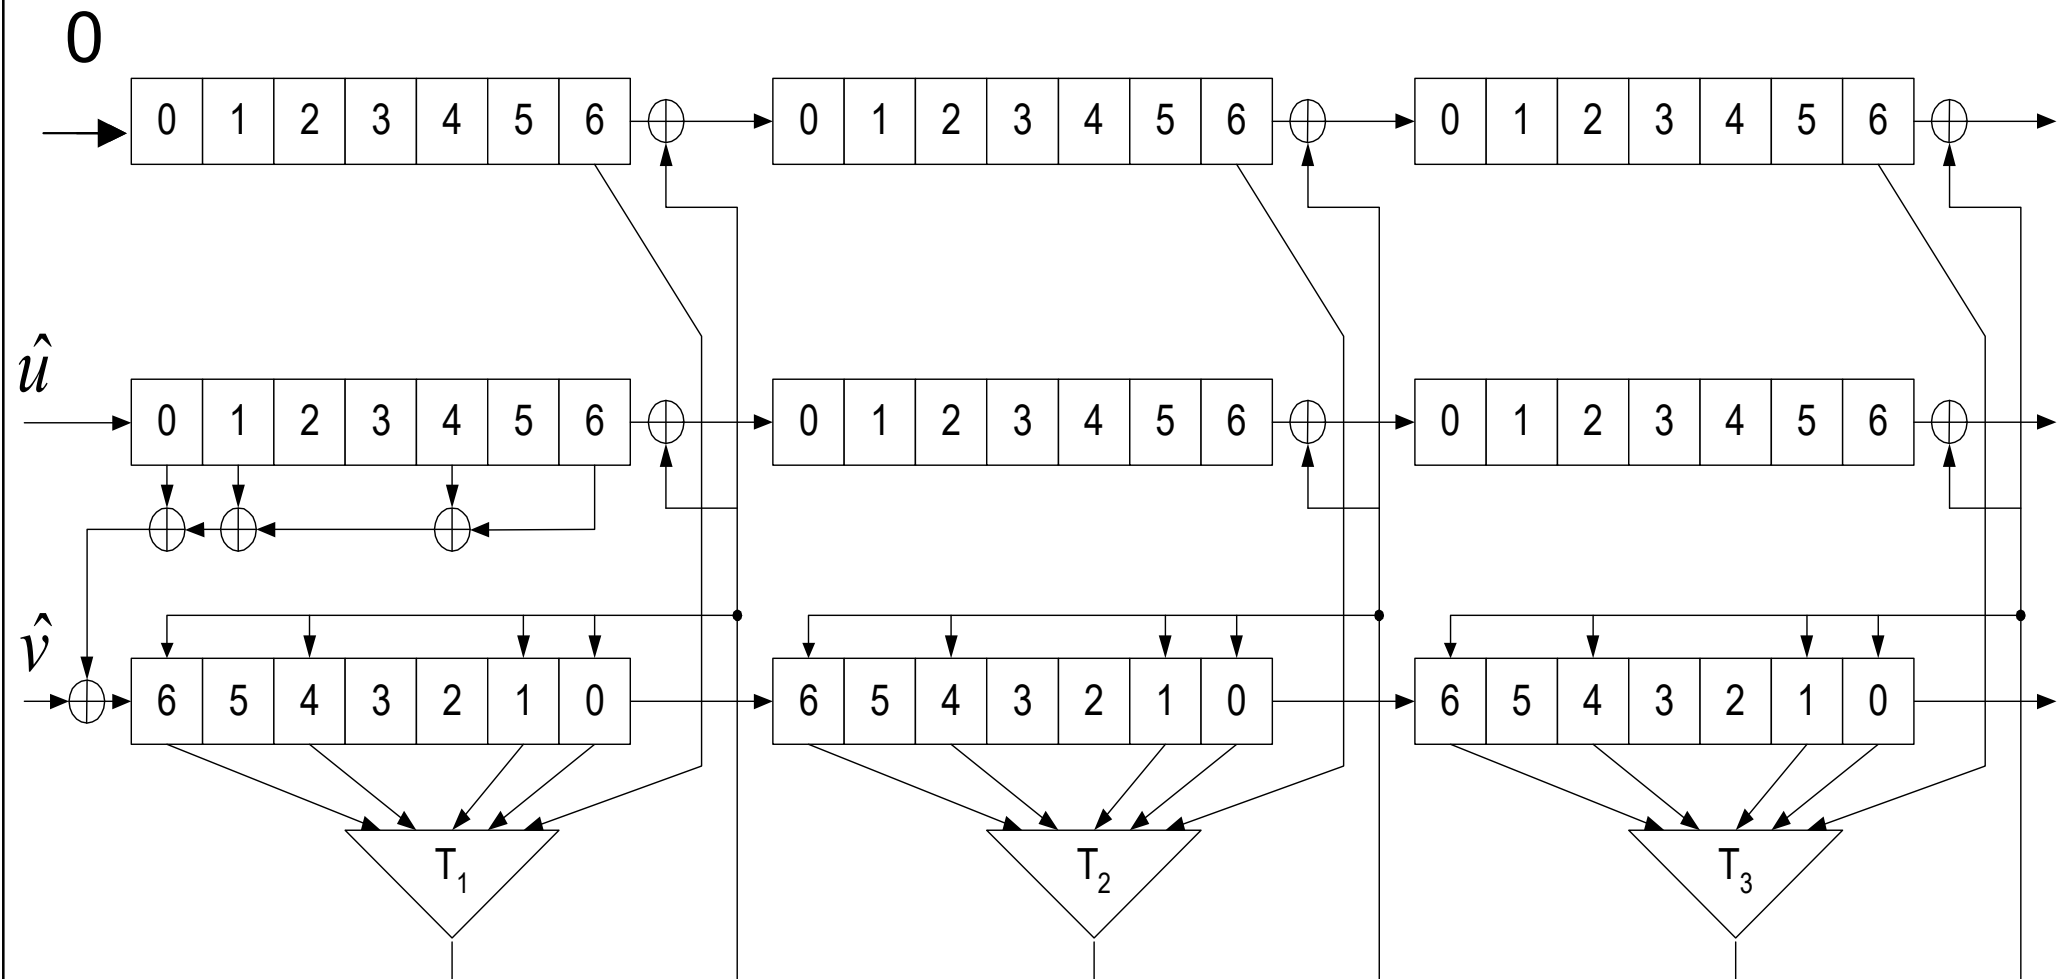 0
0 1 2 3 4 5 6 0 1 2 3 4 5 6 0 1 2 3 4 5 6
û
0 1 2 3 4 5 6 0 1 2 3 4 5 6 0 1 2 3 4 5 6
v̂
6 5 4 3 2 1 0 6 5 4 3 2 1 0 6 5 4 3 2 1 0
T₁ T₂ T₃